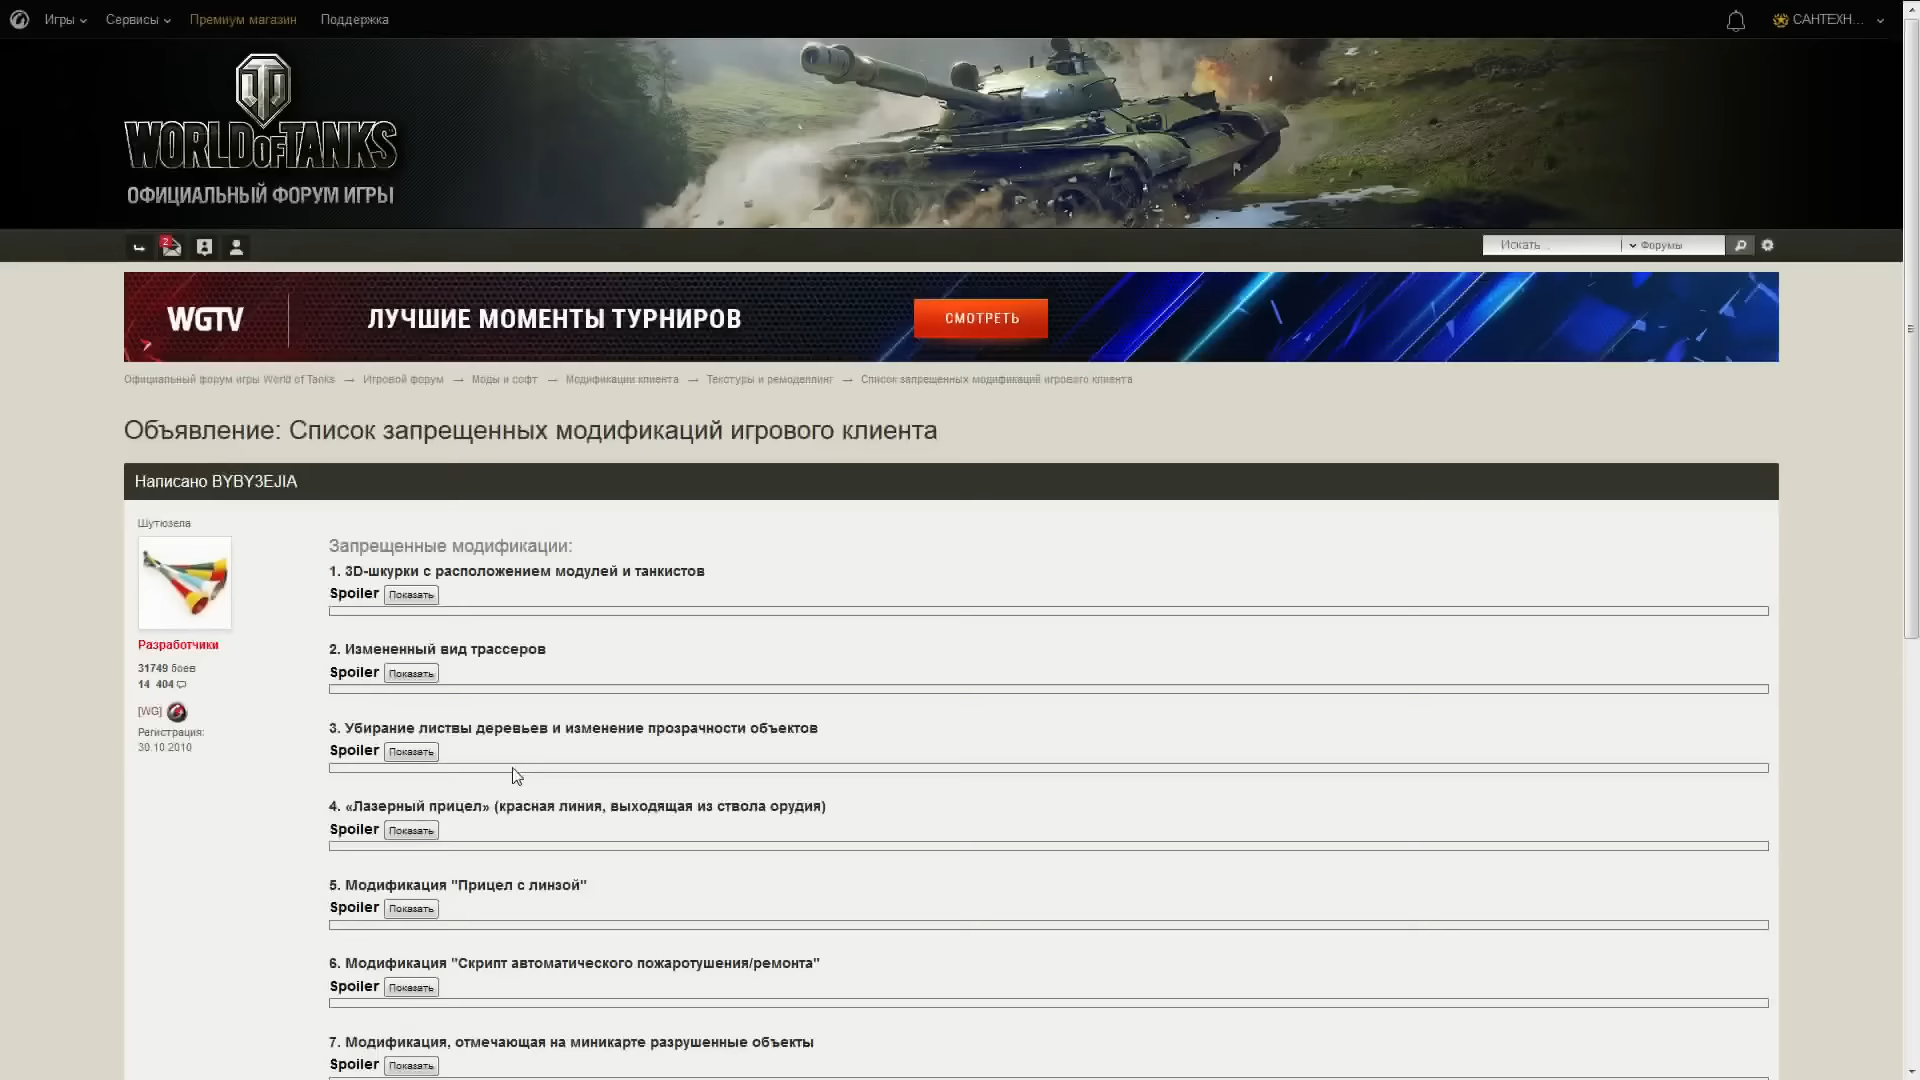 Игры
Сервисы
Премиум магазин
Поддержка
САНТЕХН...
WORLD OF TANKS
ОФИЦИАЛЬНЫЙ ФОРУМ ИГРЫ
2
Искать...
Форумы
WGTV
ЛУЧШИЕ МОМЕНТЫ ТУРНИРОВ
СМОТРЕТЬ
Официальный форум игры World of Tanks → Игровой форум → Моды и софт → Модификации клиента → Текстуры и ремоделлинг → Список запрещенных модификаций игрового клиента
Объявление: Список запрещенных модификаций игрового клиента
Написано BYBY3EJIA
Шутюзела
Разработчики
31749 боев
14 404
[WG]
Регистрация:
30.10.2010
Запрещенные модификации:
1. 3D-шкурки с расположением модулей и танкистов
Spoiler Показать
2. Измененный вид трассеров
Spoiler Показать
3. Убирание листвы деревьев и изменение прозрачности объектов
Spoiler Показать
4. «Лазерный прицел» (красная линия, выходящая из ствола орудия)
Spoiler Показать
5. Модификация "Прицел с линзой"
Spoiler Показать
6. Модификация "Скрипт автоматического пожаротушения/ремонта"
Spoiler Показать
7. Модификация, отмечающая на миникарте разрушенные объекты
Spoiler Показать